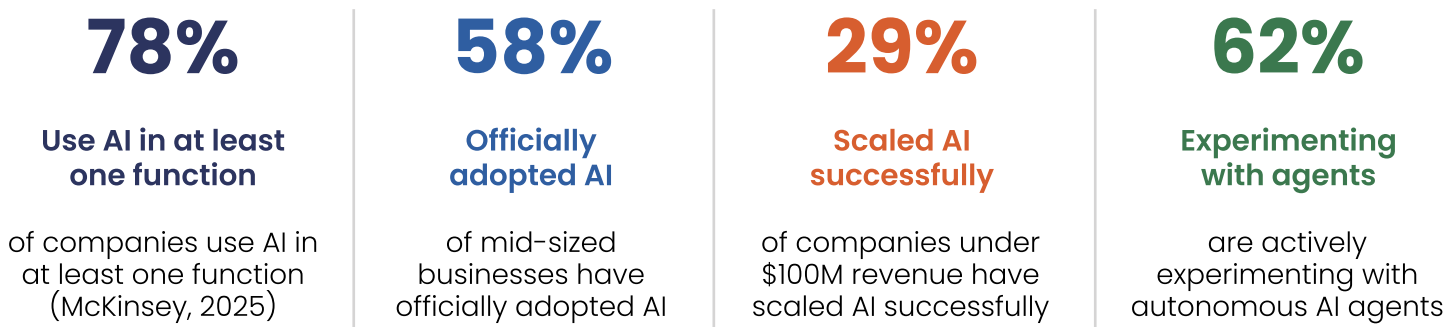 78%
Use AI in at least
one function
of companies use AI in
at least one function
(McKinsey, 2025)
58%
Officially
adopted AI
of mid-sized
businesses have
officially adopted AI
29%
Scaled AI
successfully
of companies under
$100M revenue have
scaled AI successfully
62%
Experimenting
with agents
are actively
experimenting with
autonomous AI agents